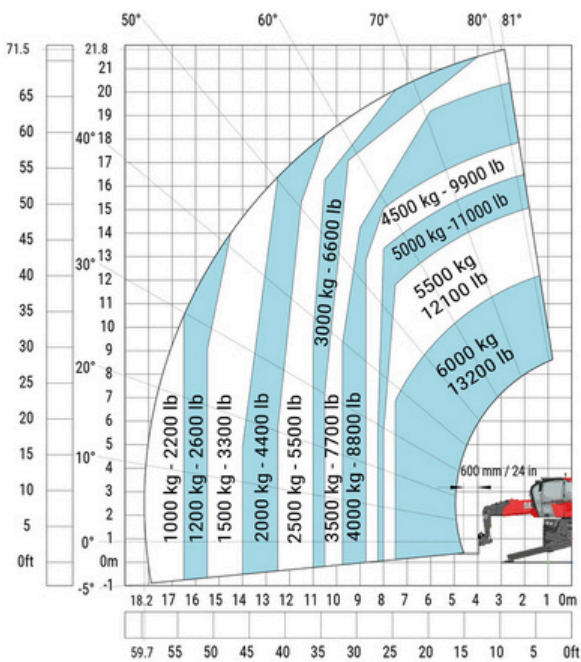 50° 60° 70° 80° 81°
71.5 21.8
21
65 20
19
60 40° 18
55 17
16
50 15
45 14
13
40 30° 12
35 11
10
30 9
20° 8
25 7
20 6
5
15 10° 4
10 3
2
5 0° 1
0ft 0m
-5° -1
1000 kg - 2200 lb
1200 kg - 2600 lb
1500 kg - 3300 lb
2000 kg - 4400 lb
2500 kg - 5500 lb
3000 kg - 6600 lb
3500 kg - 7700 lb
4000 kg - 8800 lb
4500 kg - 9900 lb
5000 kg -11000 lb
5500 kg
12100 lb
6000 kg
13200 lb
600 mm / 24 in
18.2 17 16 15 14 13 12 11 10 9 8 7 6 5 4 3 2 1 0m
59.7 55 50 45 40 35 30 25 20 15 10 5 0ft